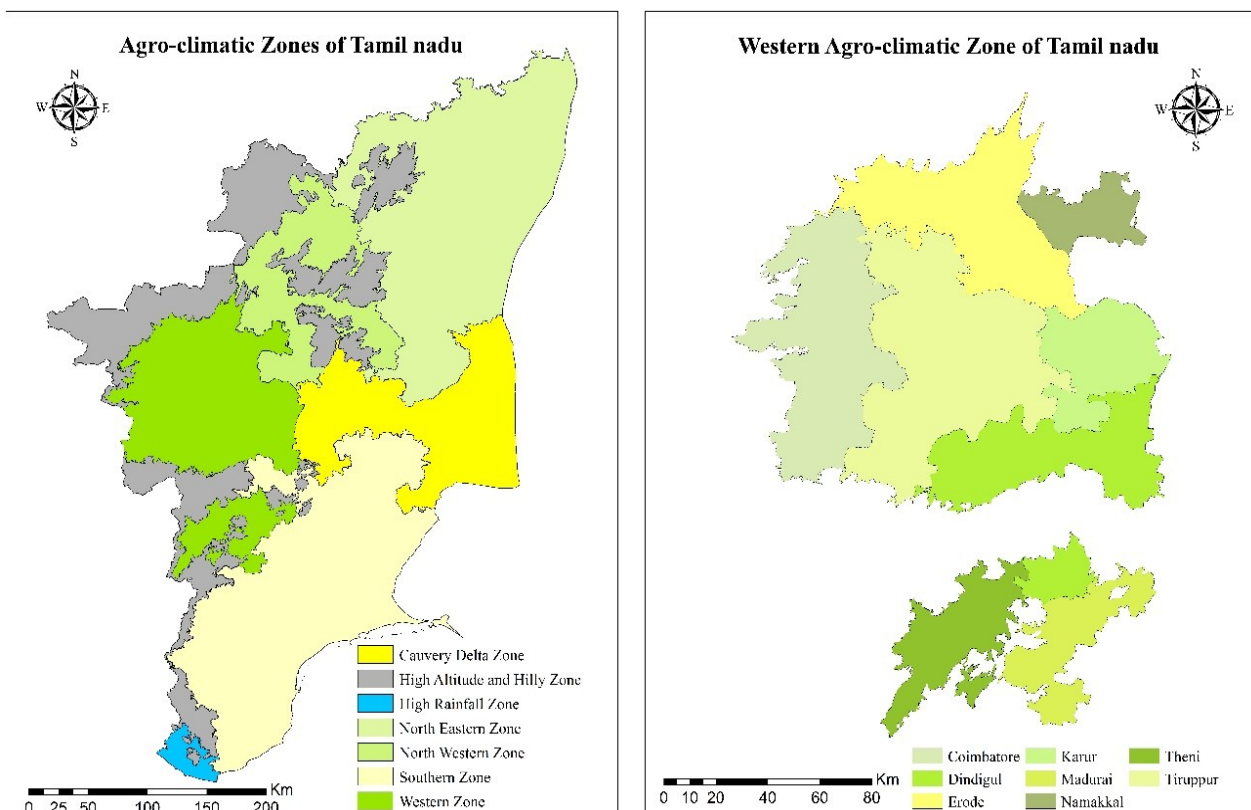 Agro-climatic Zones of Tamil nadu
N
W E
S
Cauvery Delta Zone
High Altitude and Hilly Zone
High Rainfall Zone
North Eastern Zone
North Western Zone
Southern Zone
Western Zone
Km
0 25 50 100 150 200
Western Agro-climatic Zone of Tamil nadu
N
W E
S
Coimbatore Karur Theni
Dindigul Madurai Tiruppur
Erode Namakkal
Km
0 5 10 20 40 60 80